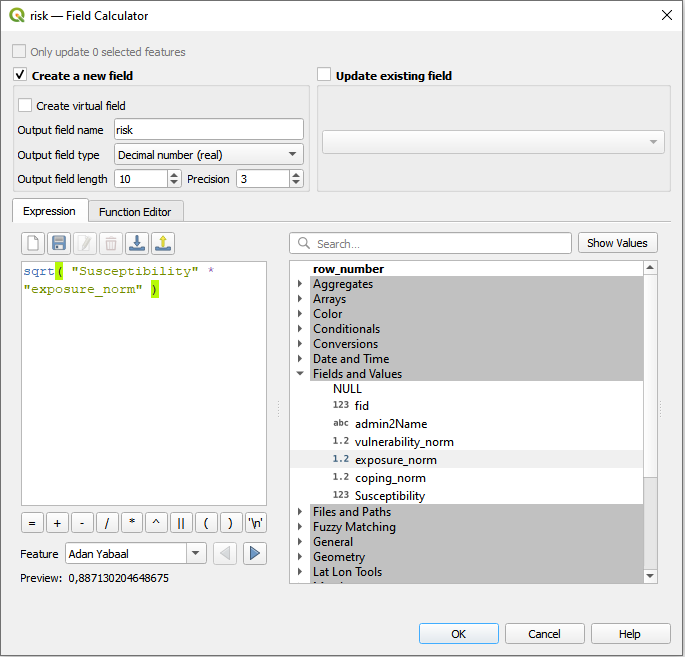 risk — Field Calculator
Only update 0 selected features
Create a new field
Update existing field
Create virtual field
Output field name risk
Output field type Decimal number (real)
Output field length 10 Precision 3
Expression Function Editor
Search... Show Values
sqrt( "Susceptibility" *
"exposure_norm" )
row_number
Aggregates
Arrays
Color
Conditionals
Conversions
Date and Time
Fields and Values
NULL
123 fid
abc admin2Name
1.2 vulnerability_norm
1.2 exposure_norm
1.2 coping_norm
123 Susceptibility
Files and Paths
Fuzzy Matching
General
Geometry
Lat Lon Tools
= + - / * ^ || ( ) '\n'
Feature Adan Yabaal
Preview: 0,887130204648675
OK Cancel Help